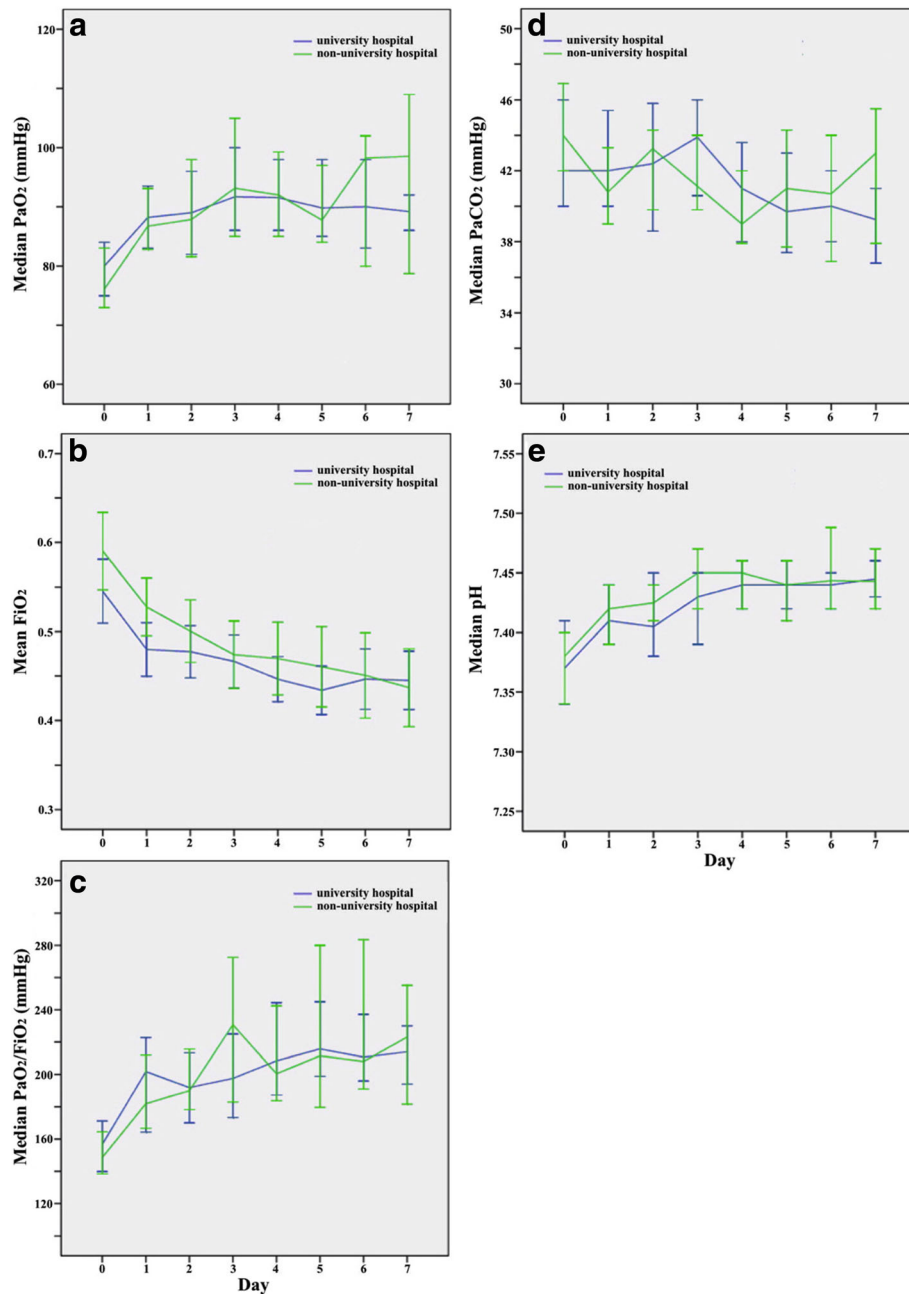 a
university hospital
non-university hospital
Median PaO₂ (mmHg)
120
100
80
60
0 1 2 3 4 5 6 7
b
university hospital
non-university hospital
Mean FiO₂
0.7
0.6
0.5
0.4
0.3
0 1 2 3 4 5 6 7
c
university hospital
non-university hospital
Median PaO₂/FiO₂ (mmHg)
320
280
240
200
160
120
0 1 2 3 4 5 6 7
Day
d
university hospital
non-university hospital
Median PaCO₂ (mmHg)
50
46
42
38
34
30
0 1 2 3 4 5 6 7
e
university hospital
non-university hospital
Median pH
7.55
7.50
7.45
7.40
7.35
7.30
7.25
0 1 2 3 4 5 6 7
Day